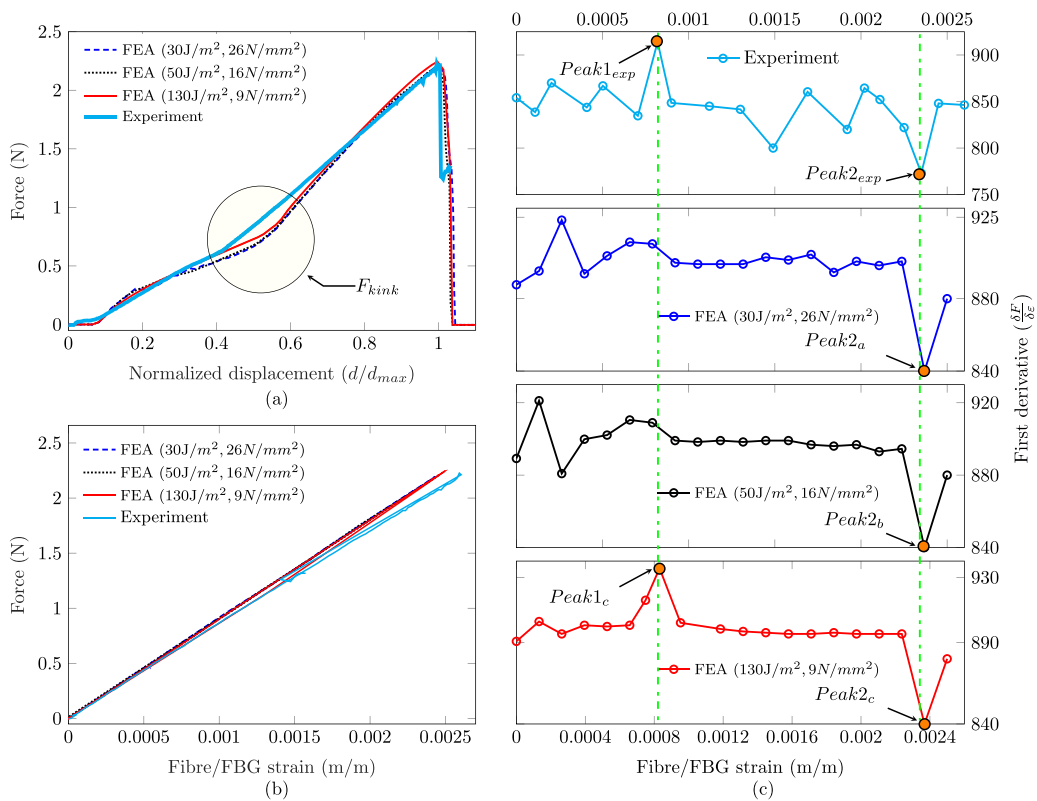 2.5
2
1.5
1
0.5
0
Force (N)
FEA (30J/m², 26N/mm²)
FEA (50J/m², 16N/mm²)
FEA (130J/m², 9N/mm²)
Experiment
F_kink
0 0.2 0.4 0.6 0.8 1
Normalized displacement (d/d_max)
(a)
2.5
2
1.5
1
0.5
0
Force (N)
FEA (30J/m², 26N/mm²)
FEA (50J/m², 16N/mm²)
FEA (130J/m², 9N/mm²)
Experiment
0 0.0005 0.001 0.0015 0.002 0.0025
Fibre/FBG strain (m/m)
(b)
0 0.0005 0.001 0.0015 0.002 0.0025
Peak1_exp
Experiment
Peak2_exp
900
850
800
750
925
880
840
FEA (30J/m², 26N/mm²)
Peak2_a
920
880
840
FEA (50J/m², 16N/mm²)
Peak2_b
930
890
840
Peak1_c
FEA (130J/m², 9N/mm²)
Peak2_c
First derivative (δF/δε)
0 0.0004 0.0008 0.0012 0.0016 0.002 0.0024
Fibre/FBG strain (m/m)
(c)